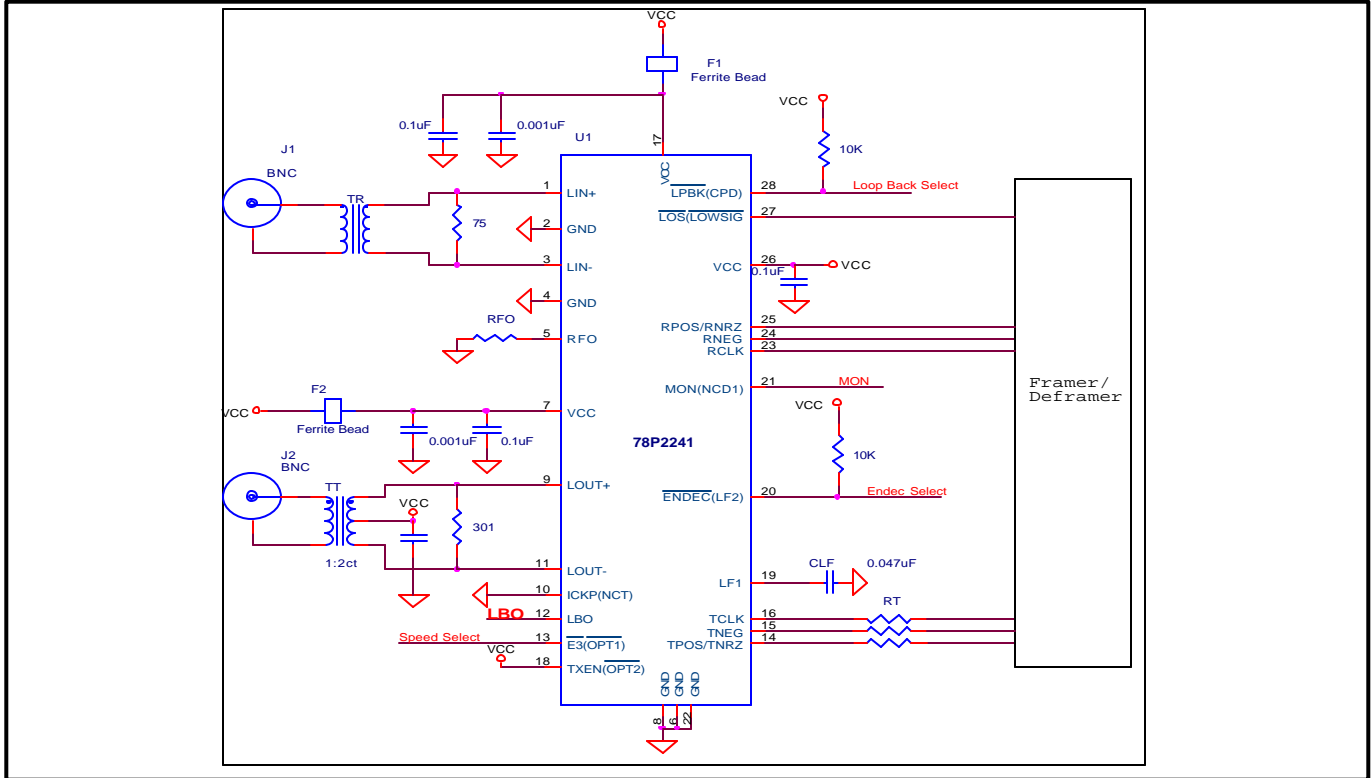 VCC
F1
Ferrite Bead
VCC
0.1uF
0.001uF
U1
17
10K
J1
BNC
VCC
TR
1
LIN+
LPBK(CPD)
28
Loop Back Select
75
2
GND
LOS(LOWSIG
27
3
LIN-
VCC
26
VCC
0.1uF
4
GND
RFO
5
RFO
RPOS/RNRZ
25
RNEG
24
RCLK
23
Framer/
Deframer
F2
VCC
Ferrite Bead
7
VCC
MON(NCD1)
21
MON
VCC
0.001uF
0.1uF
78P2241
10K
J2
BNC
TT
9
LOUT+
ENDEC(LF2)
20
Endec Select
VCC
301
1:2ct
11
LOUT-
LF1
19
CLF
0.047uF
10
ICKP(NCT)
RT
LBO
12
LBO
TCLK
16
TNEG
15
Speed Select
13
E3(OPT1)
TPOS/TNRZ
14
VCC
18
TXEN(OPT2)
GND
GND
GND
8
6
22